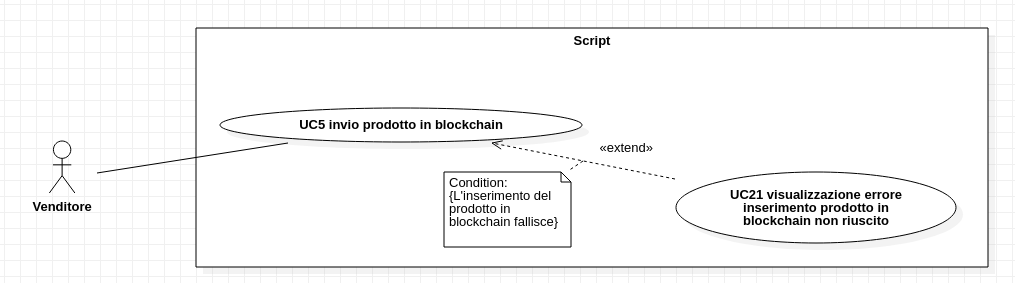 Script
UC5 invio prodotto in blockchain
«extend»
Condition:
{L'inserimento del
prodotto in
blockchain fallisce}
UC21 visualizzazione errore
inserimento prodotto in
blockchain non riuscito
Venditore